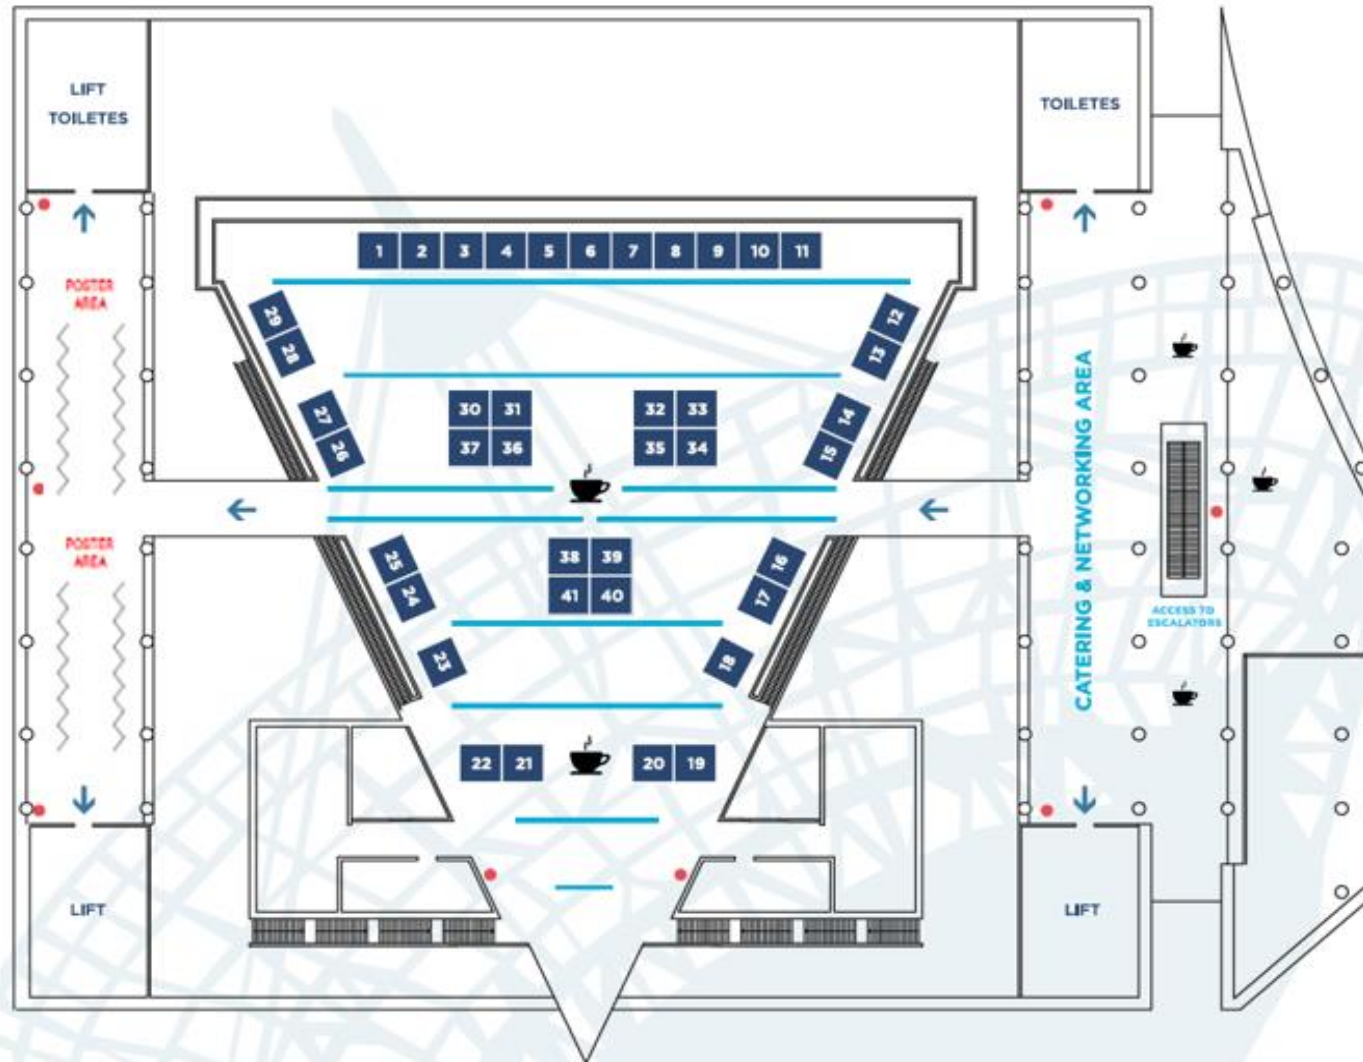 LIFT
TOILETES
TOILETES
1 2 3 4 5 6 7 8 9 10 11
POSTER
AREA
29
28
12
13
27
26
30 31
37 36
32 33
35 34
14
15
CATERING & NETWORKING AREA
POSTER
AREA
25
24
38 39
41 40
16
17
ACCESS TO
ESCALATORS
23
18
22 21
20 19
LIFT
LIFT